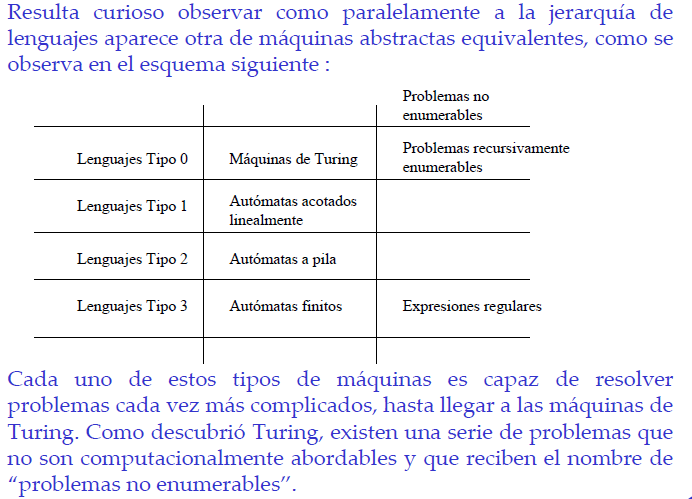 Resulta curioso observar como paralelamente a la jerarquía de
lenguajes aparece otra de máquinas abstractas equivalentes, como se
observa en el esquema siguiente :
Problemas no
enumerables
Lenguajes Tipo 0 Máquinas de Turing Problemas recursivamente
enumerables
Lenguajes Tipo 1 Autómatas acotados
linealmente
Lenguajes Tipo 2 Autómatas a pila
Lenguajes Tipo 3 Autómatas finitos Expresiones regulares
Cada uno de estos tipos de máquinas es capaz de resolver
problemas cada vez más complicados, hasta llegar a las máquinas de
Turing. Como descubrió Turing, existen una serie de problemas que
no son computacionalmente abordables y que reciben el nombre de
“problemas no enumerables”.